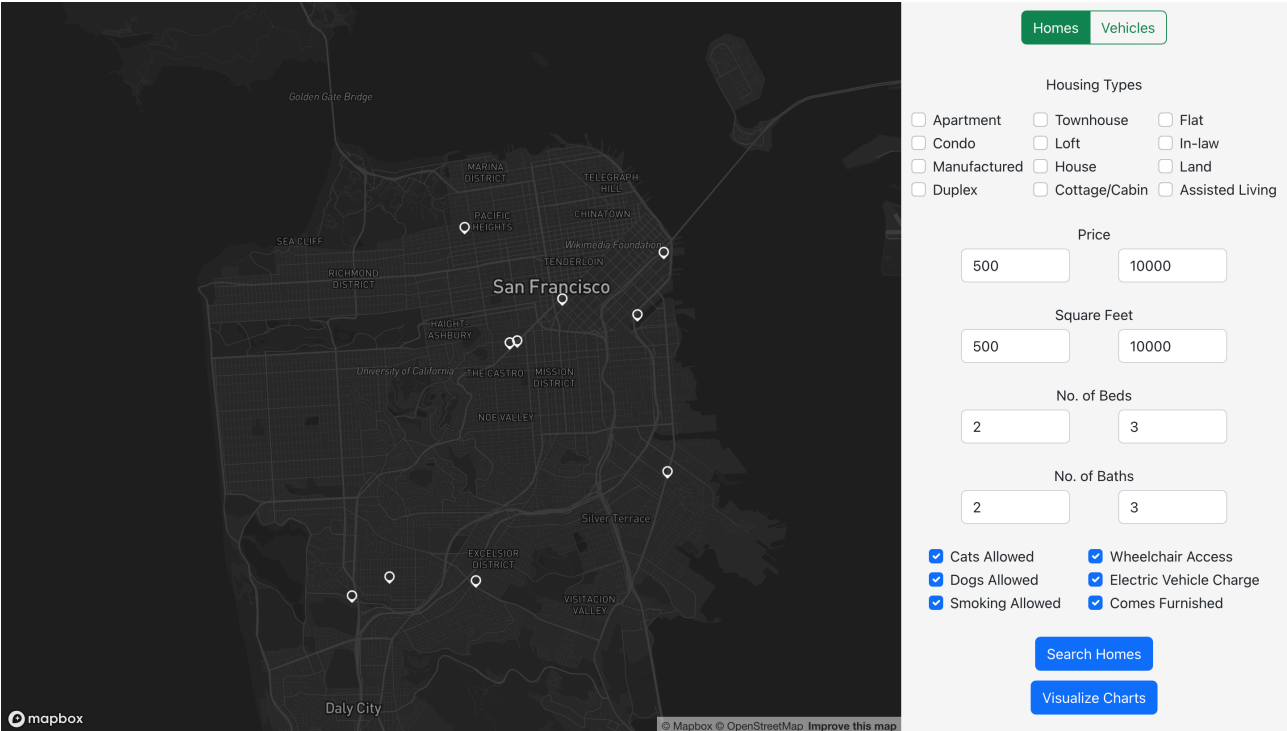 Golden Gate Bridge
MARINA
DISTRICT
TELEGRAPH
HILL
PACIFIC
HEIGHTS
CHINATOWN
SEA CLIFF
Wikimedia Foundation
TENDERLOIN
RICHMOND
DISTRICT
San Francisco
HAIGHT-
ASHBURY
University of California
THE CASTRO
MISSION
DISTRICT
NOE VALLEY
Silver Terrace
EXCELSIOR
DISTRICT
VISITACION
VALLEY
Daly City
mapbox
© Mapbox © OpenStreetMap Improve this map
Homes Vehicles
Housing Types
Apartment Townhouse Flat
Condo Loft In-law
Manufactured House Land
Duplex Cottage/Cabin Assisted Living
Price
500 10000
Square Feet
500 10000
No. of Beds
2 3
No. of Baths
2 3
Cats Allowed Wheelchair Access
Dogs Allowed Electric Vehicle Charge
Smoking Allowed Comes Furnished
Search Homes
Visualize Charts